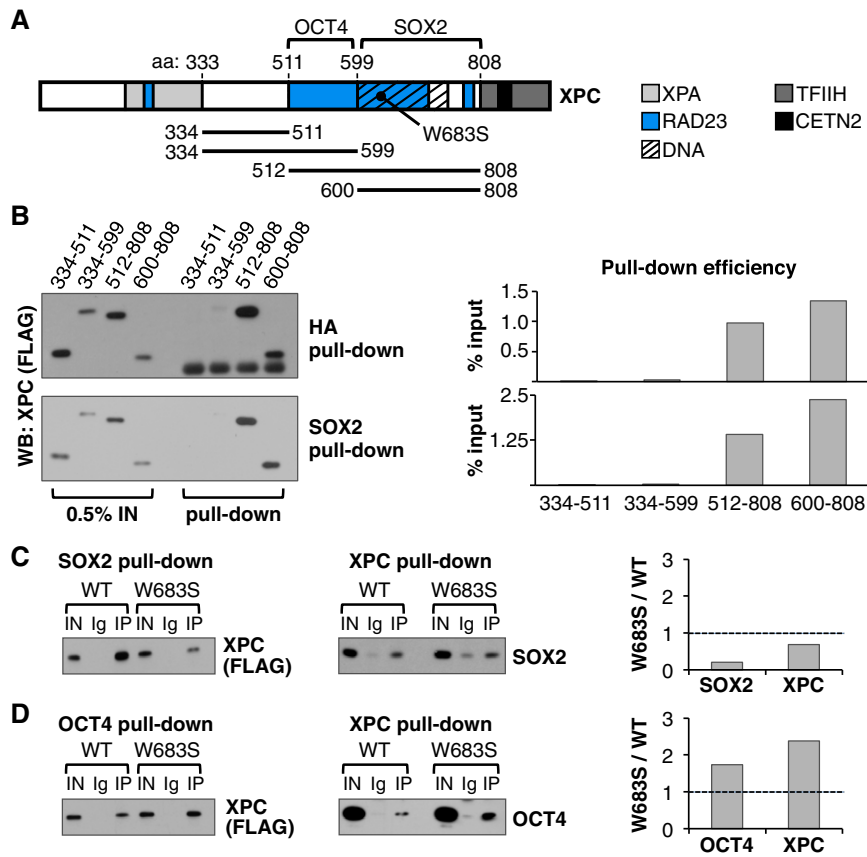 A
OCT4 SOX2
aa: 333 511 599 808
XPC
W683S
334 511
334 599
512 808
600 808
XPA
RAD23
DNA
TFIIH
CETN2
B
334-511 334-599 512-808 600-808 334-511 334-599 512-808 600-808
WB: XPC (FLAG)
HA
pull-down
SOX2
pull-down
0.5% IN pull-down
Pull-down efficiency
% input
1.5
1.0
0.5
% input
2.5
1.25
334-511 334-599 512-808 600-808
C
SOX2 pull-down
WT W683S
IN Ig IP IN Ig IP
XPC
(FLAG)
XPC pull-down
WT W683S
IN Ig IP IN Ig IP
SOX2
W683S / WT
3
2
1
0
SOX2 XPC
D
OCT4 pull-down
WT W683S
IN Ig IP IN Ig IP
XPC
(FLAG)
XPC pull-down
WT W683S
IN Ig IP IN Ig IP
OCT4
W683S / WT
3
2
1
0
OCT4 XPC